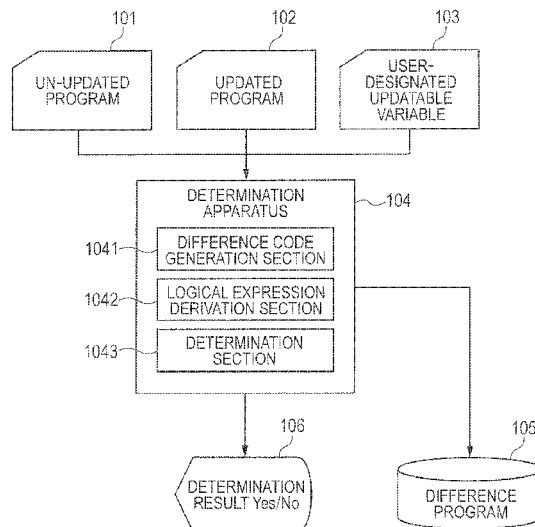 101
102
103
UN-UPDATED
PROGRAM
UPDATED
PROGRAM
USER-
DESIGNATED
UPDATABLE
VARIABLE
DETERMINATION
APPARATUS
104
1041
DIFFERENCE CODE
GENERATION SECTION
1042
LOGICAL EXPRESSION
DERIVATION SECTION
1043
DETERMINATION
SECTION
106
105
DETERMINATION
RESULT Yes/No
DIFFERENCE
PROGRAM